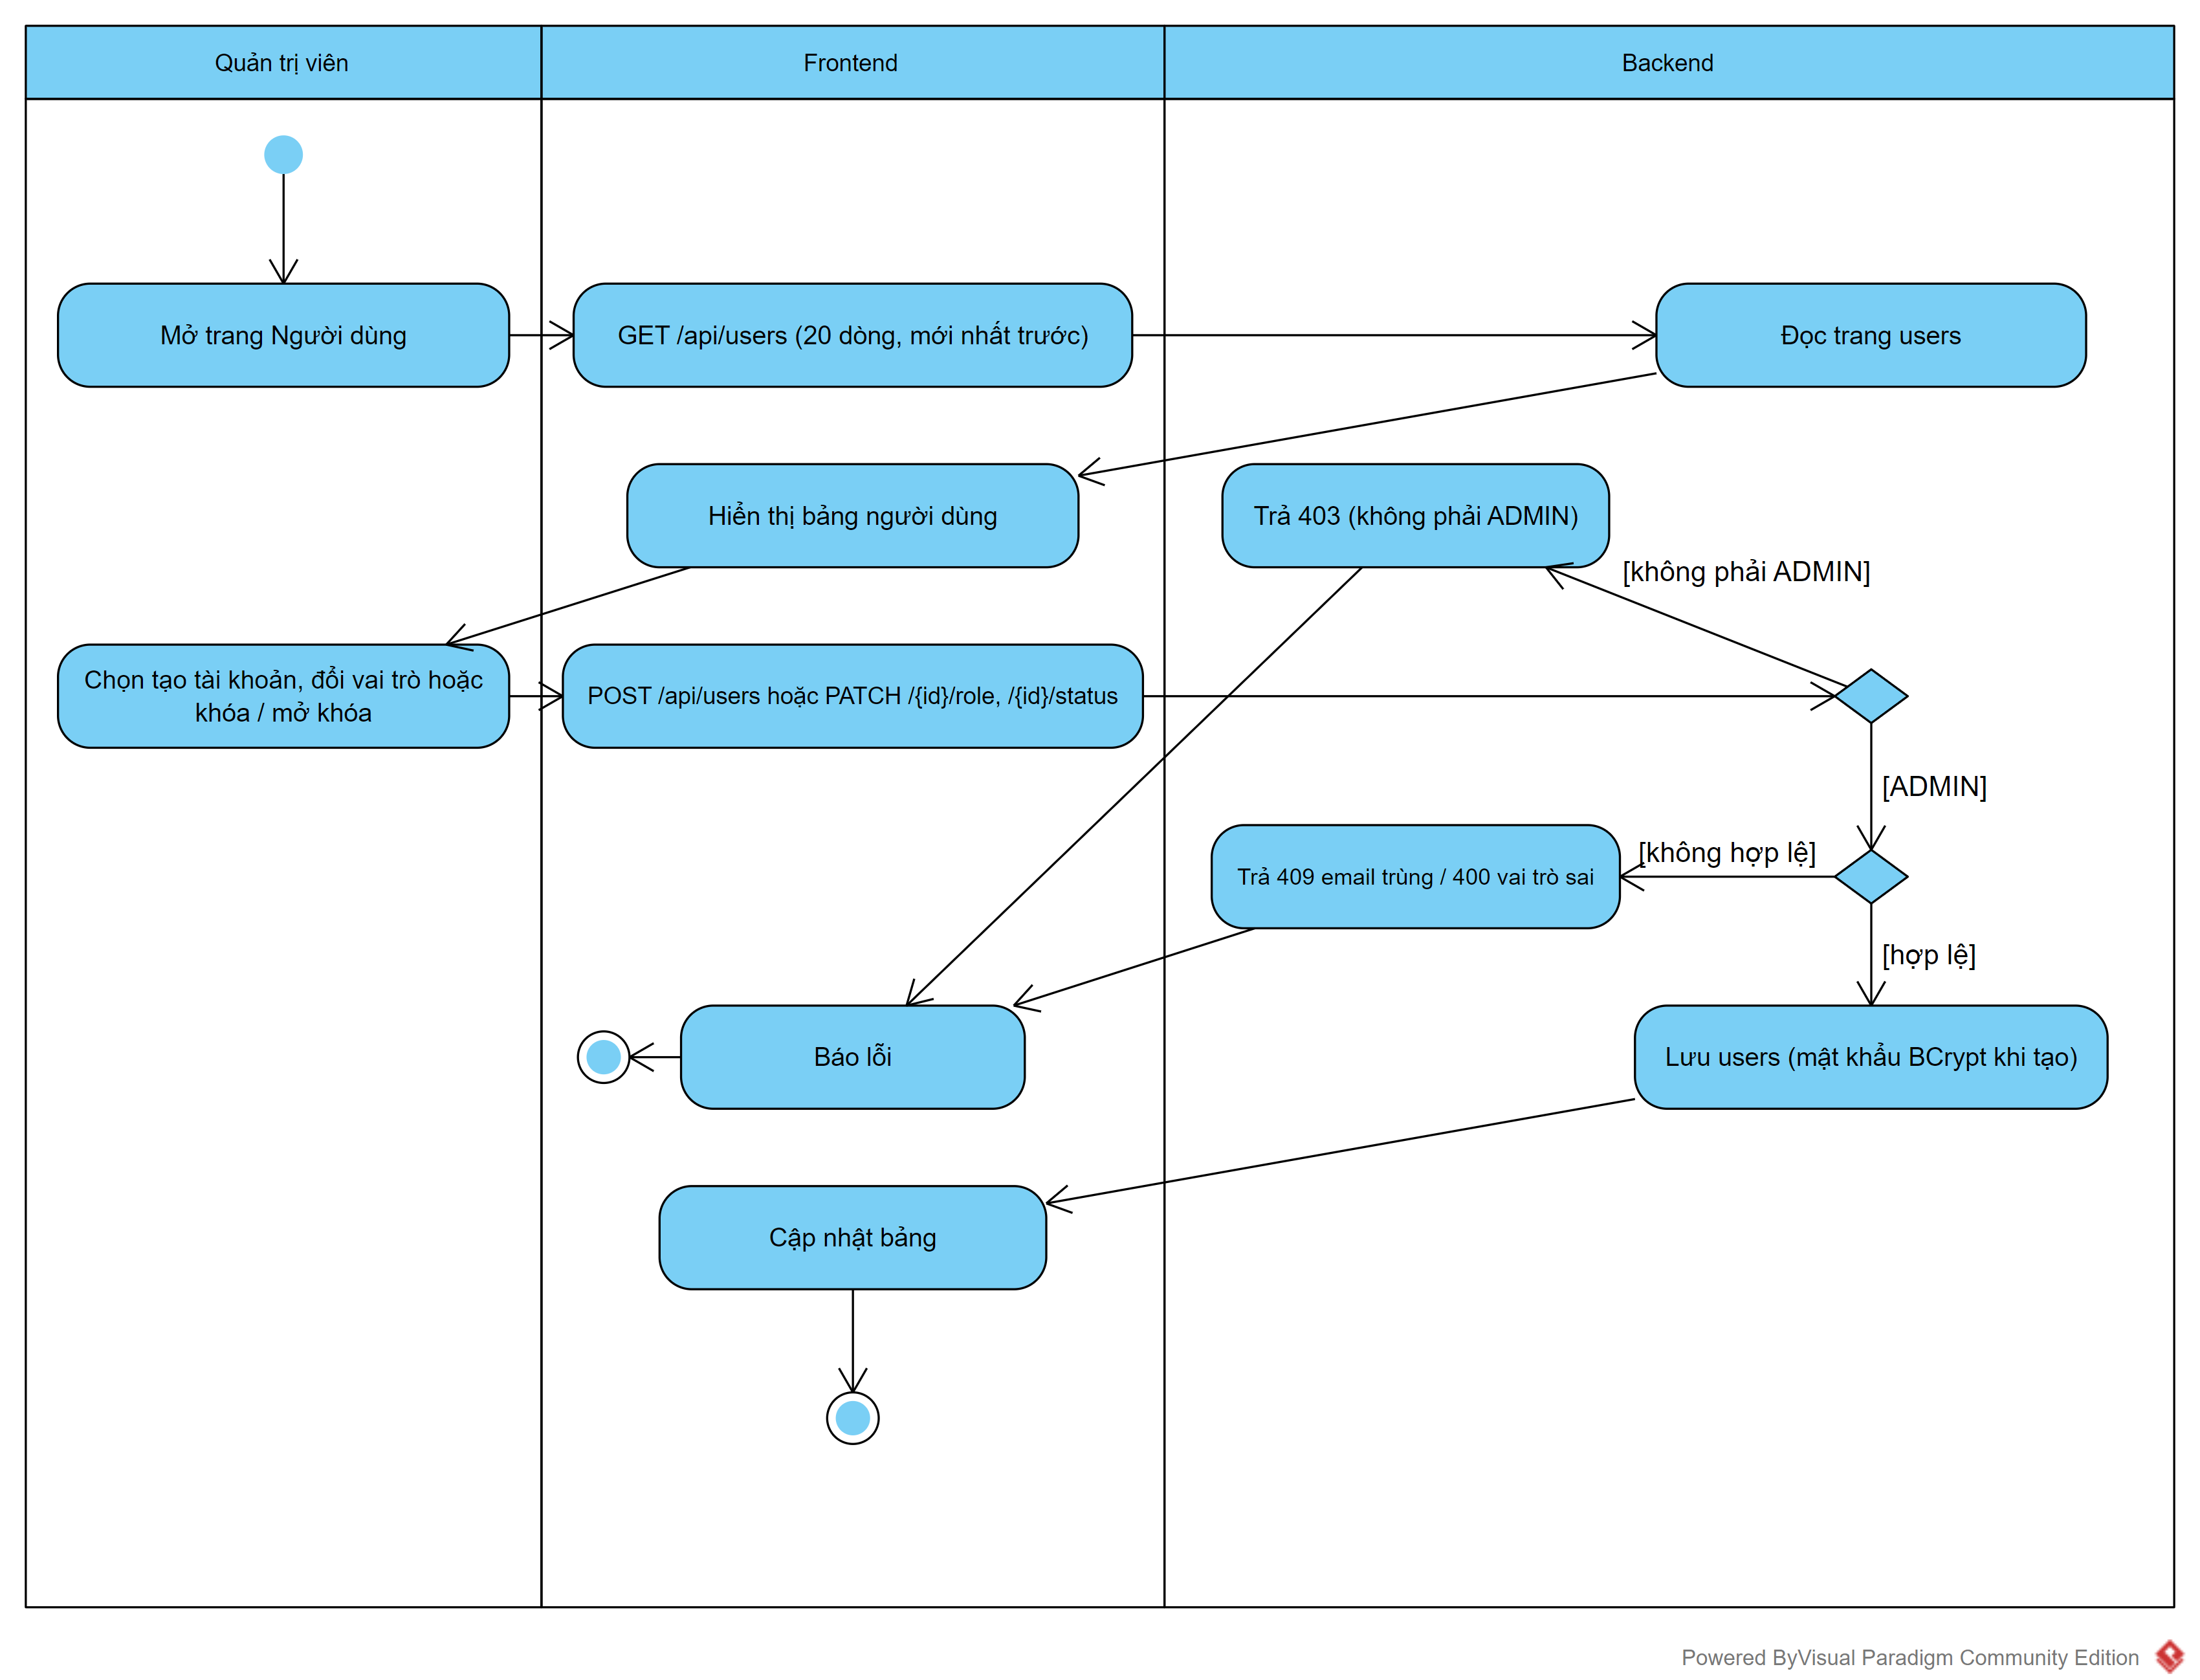 Quản trị viên
Frontend
Backend
Mở trang Người dùng
GET /api/users (20 dòng, mới nhất trước)
Đọc trang users
Hiển thị bảng người dùng
Trả 403 (không phải ADMIN)
[không phải ADMIN]
Chọn tạo tài khoản, đổi vai trò hoặc
khóa / mở khóa
POST /api/users hoặc PATCH /{id}/role, /{id}/status
[ADMIN]
[không hợp lệ]
Trả 409 email trùng / 400 vai trò sai
[hợp lệ]
Báo lỗi
Lưu users (mật khẩu BCrypt khi tạo)
Cập nhật bảng
Powered ByVisual Paradigm Community Edition